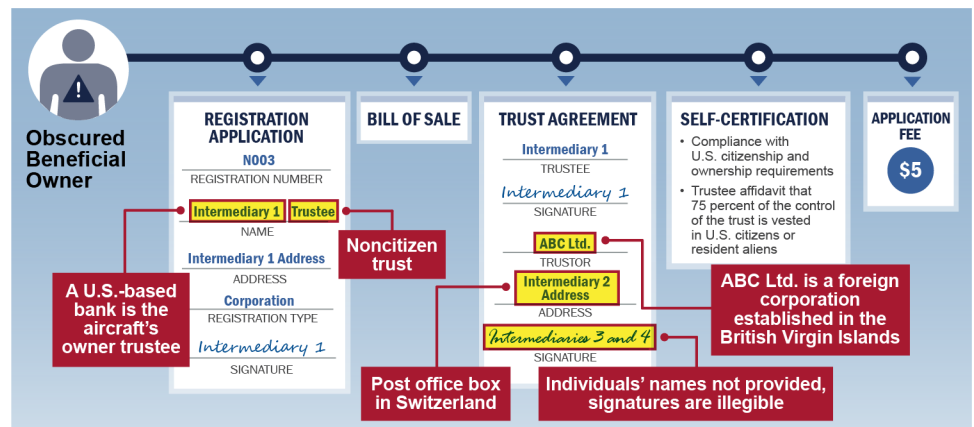 !
Obscured
Beneficial
Owner
REGISTRATION
APPLICATION
N003
REGISTRATION NUMBER
Intermediary 1 Trustee
NAME
Intermediary 1 Address
ADDRESS
Corporation
REGISTRATION TYPE
Intermediary 1
SIGNATURE
A U.S.-based
bank is the
aircraft's
owner trustee
Noncitizen
trust
BILL OF SALE
TRUST AGREEMENT
Intermediary 1
TRUSTEE
Intermediary 1
SIGNATURE
ABC Ltd.
TRUSTOR
Intermediary 2
Address
ADDRESS
Intermediaries 3 and 4
SIGNATURE
Post office box
in Switzerland
Individuals' names not provided,
signatures are illegible
SELF-CERTIFICATION
• Compliance with
U.S. citizenship and
ownership requirements
• Trustee affidavit that
75 percent of the control
of the trust is vested
in U.S. citizens or
resident aliens
ABC Ltd. is a foreign
corporation
established in the
British Virgin Islands
APPLICATION
FEE
$5